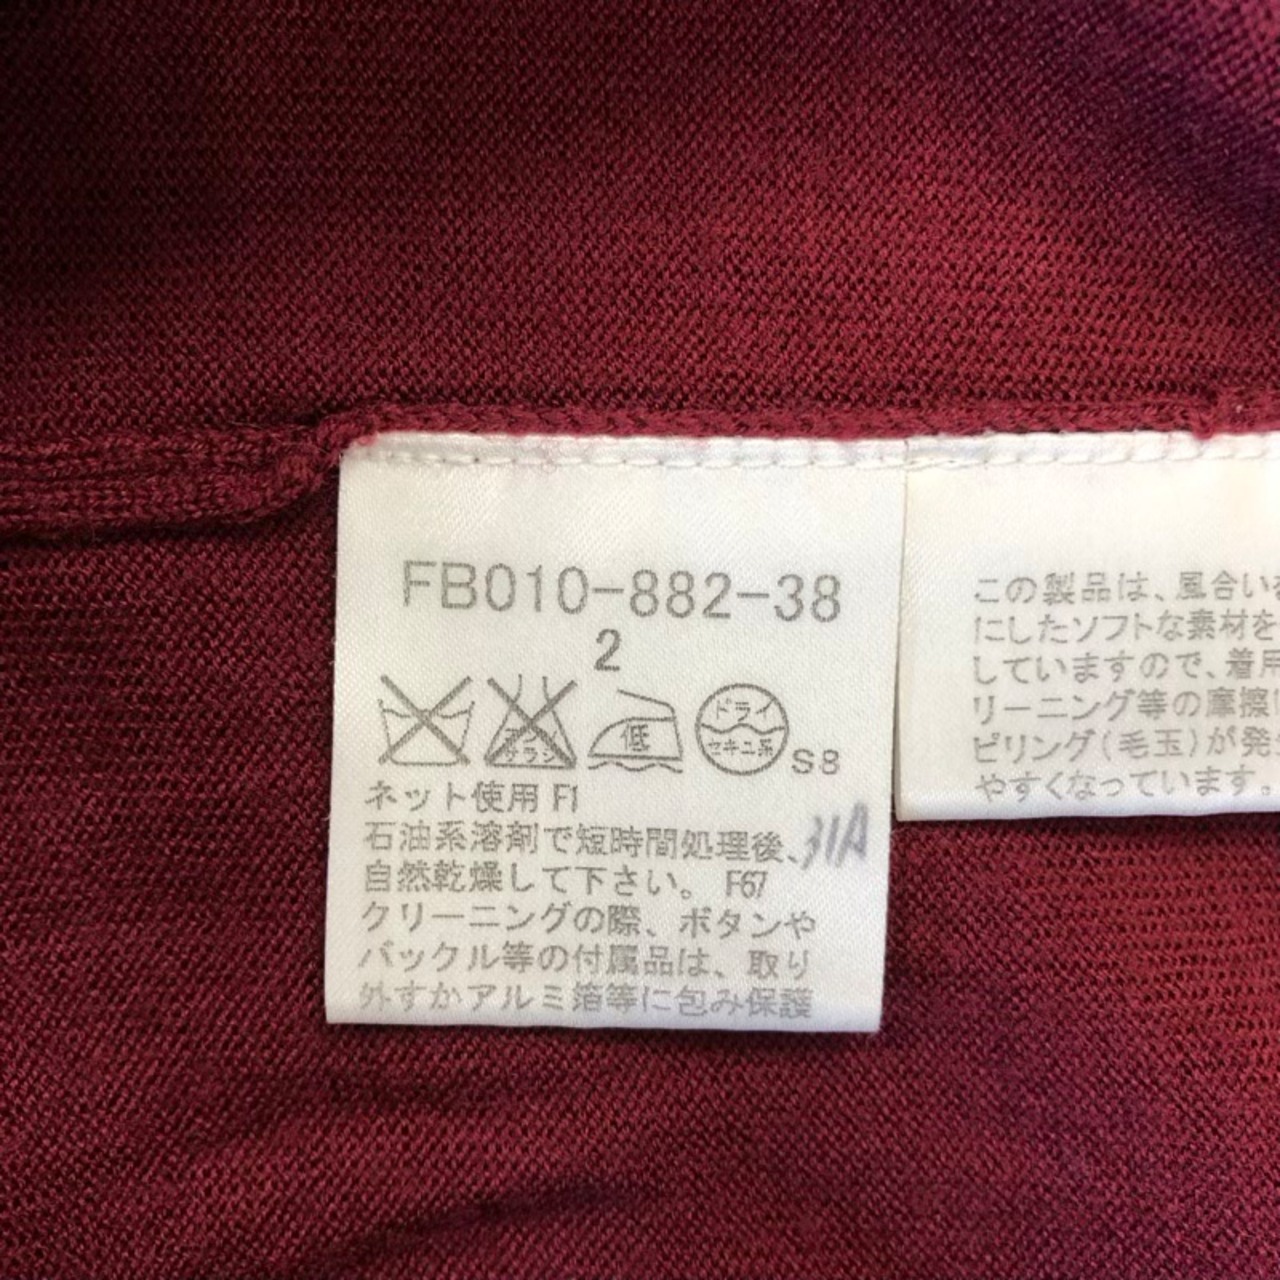 FB010-882-38
2
エンソ
サラシ
低
ドライ
セキユ系
S8
ネット使用 F1
石油系溶剤で短時間処理後、
31A
自然乾燥して下さい。 F67
クリーニングの際、ボタンや
バックル等の付属品は、取り
外すかアルミ箔等に包み保護
この製品は、風合い
にしたソフトな素材を
していますので、着用
リーニング等の摩擦
ピリング(毛玉)が発
やすくなっています。